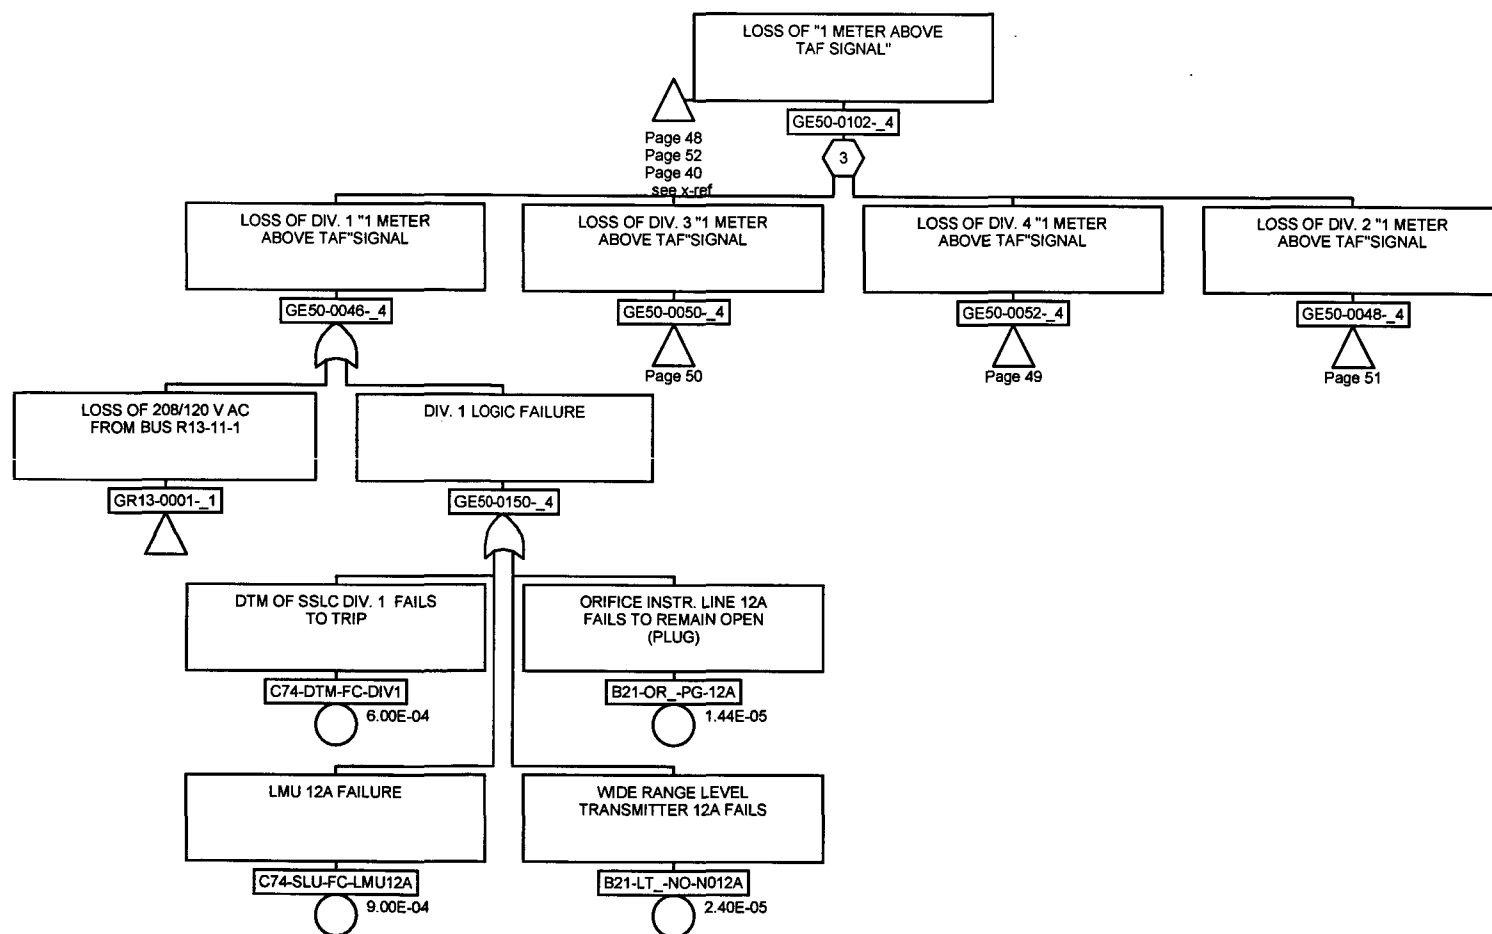 LOSS OF "1 METER ABOVE
TAF SIGNAL"
GE50-0102-_4
3
Page 48
Page 52
Page 40
see x-ref
LOSS OF DIV. 1 "1 METER
ABOVE TAF"SIGNAL
GE50-0046-_4
LOSS OF DIV. 3 "1 METER
ABOVE TAF"SIGNAL
GE50-0050-_4
Page 50
LOSS OF DIV. 4 "1 METER
ABOVE TAF"SIGNAL
GE50-0052-_4
Page 49
LOSS OF DIV. 2 "1 METER
ABOVE TAF"SIGNAL
GE50-0048-_4
Page 51
LOSS OF 208/120 V AC
FROM BUS R13-11-1
GR13-0001-_1
DIV. 1 LOGIC FAILURE
GE50-0150-_4
DTM OF SSLC DIV. 1 FAILS
TO TRIP
C74-DTM-FC-DIV1
6.00E-04
ORIFICE INSTR. LINE 12A
FAILS TO REMAIN OPEN
(PLUG)
B21-OR_-PG-12A
1.44E-05
LMU 12A FAILURE
C74-SLU-FC-LMU12A
9.00E-04
WIDE RANGE LEVEL
TRANSMITTER 12A FAILS
B21-LT_-NO-N012A
2.40E-05